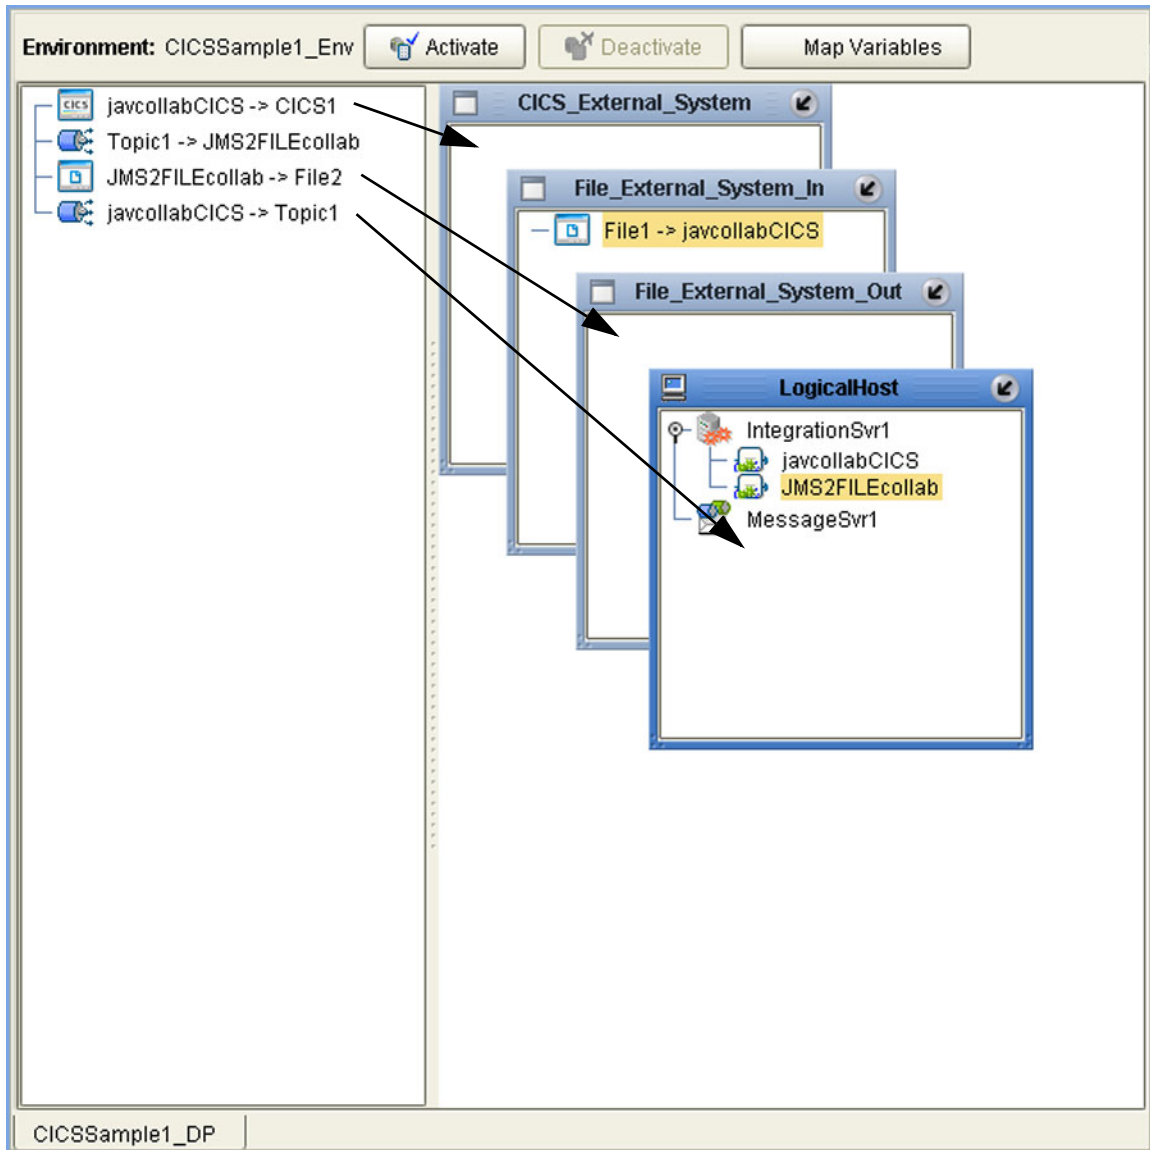 Environment: CICSSample1_Env Activate Deactivate Map Variables
CICS javcollabCICS -> CICS1
Topic1 -> JMS2FILEcollab
JMS2FILEcollab -> File2
javcollabCICS -> Topic1
CICS_External_System
File_External_System_In
File1 -> javcollabCICS
File_External_System_Out
LogicalHost
IntegrationSvr1
javcollabCICS
JMS2FILEcollab
MessageSvr1
CICSSample1_DP